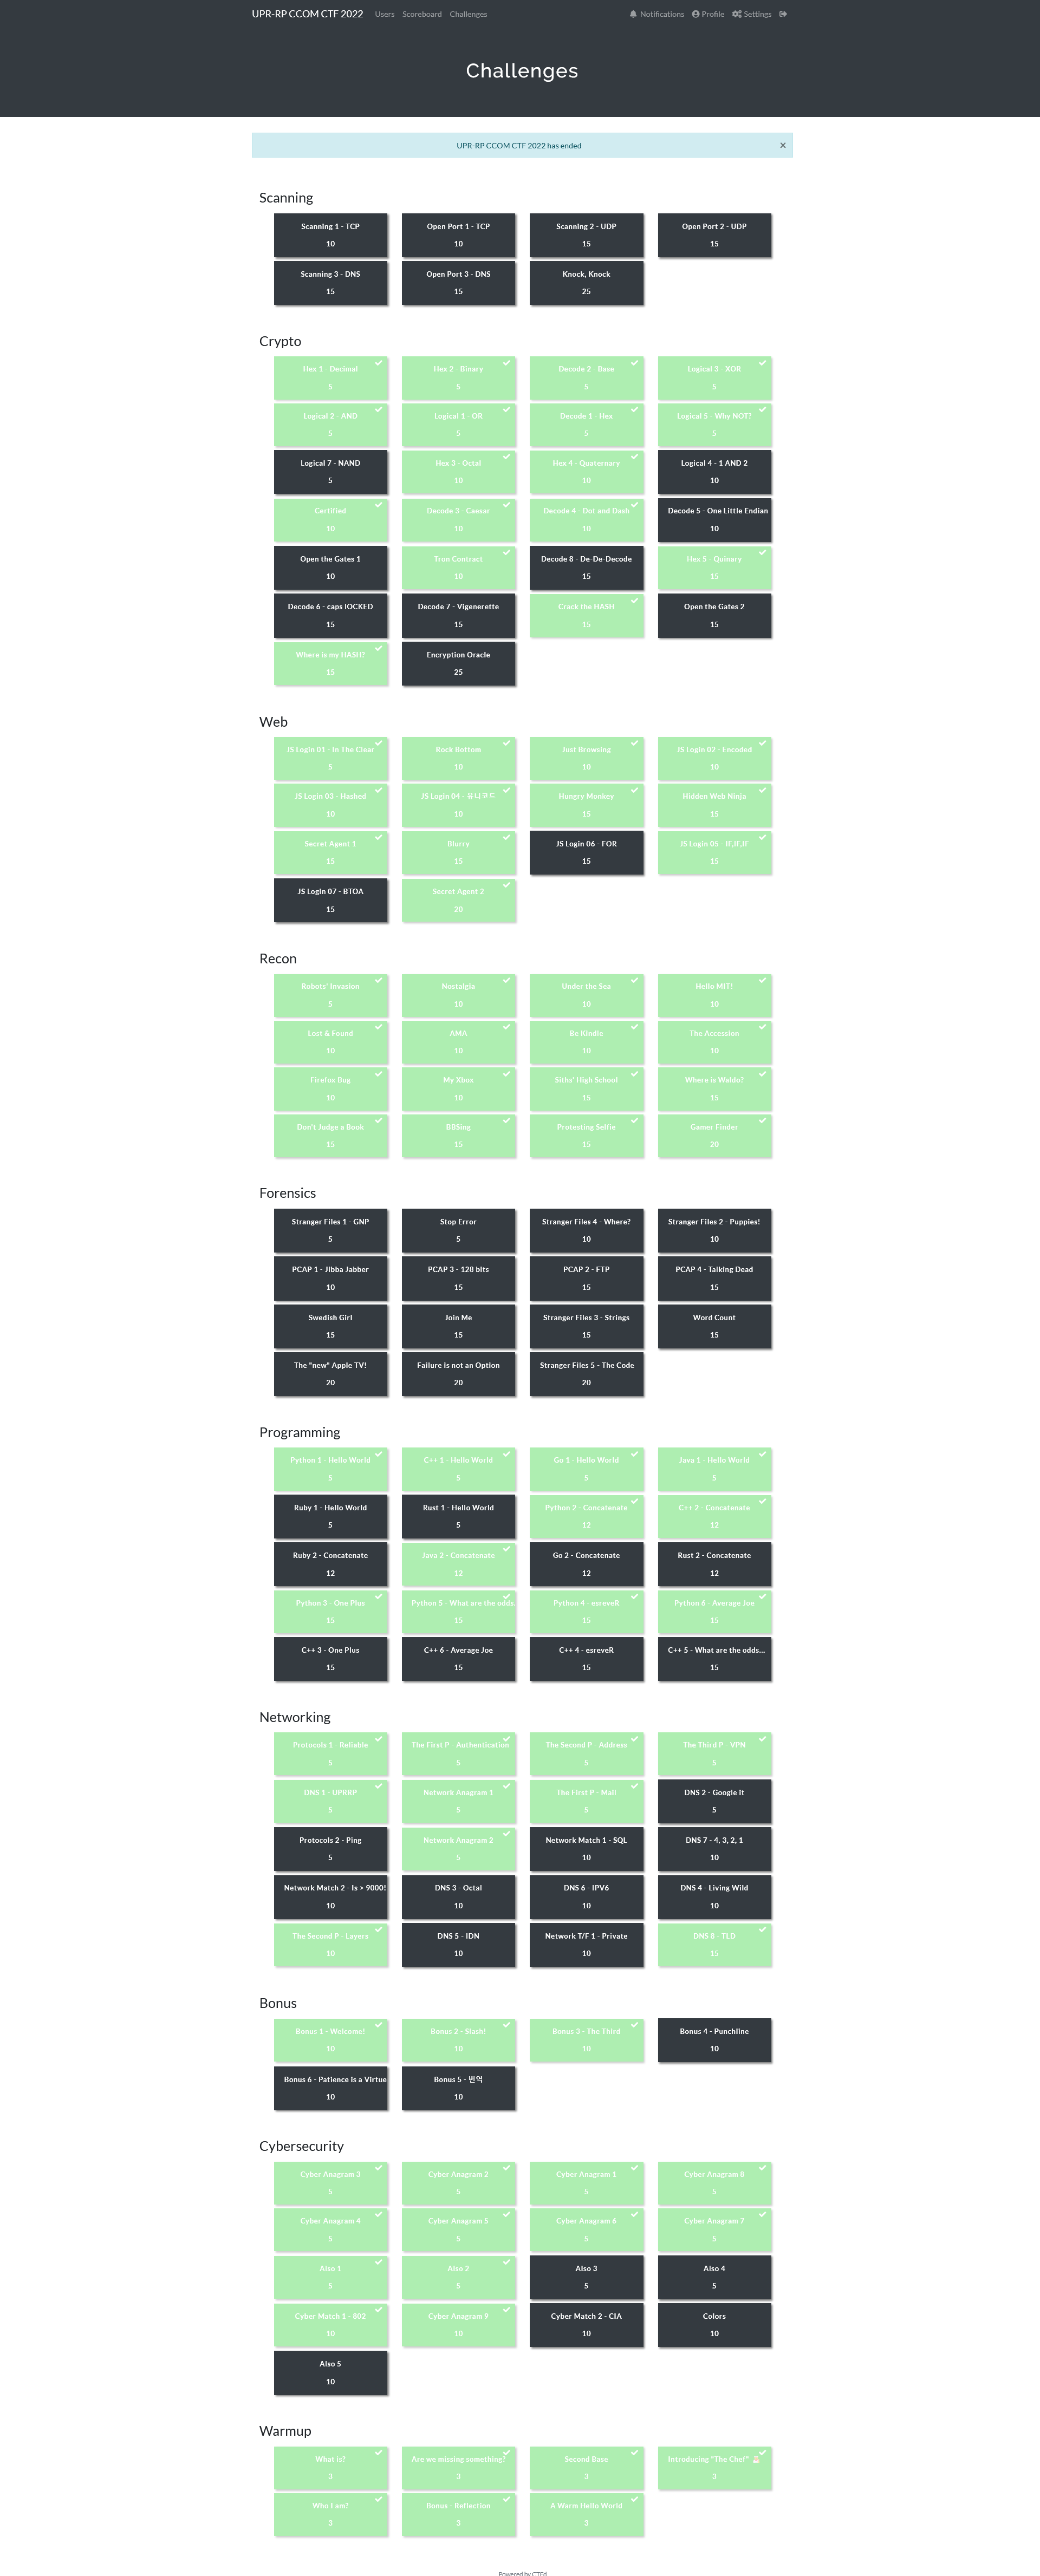 UPR-RP CCOM CTF 2022 Users Scoreboard Challenges Notifications Profile Settings
Challenges
UPR-RP CCOM CTF 2022 has ended ×
Scanning
Scanning 1 - TCP Open Port 1 - TCP Scanning 2 - UDP Open Port 2 - UDP
10 10 15 15
Scanning 3 - DNS Open Port 3 - DNS Knock, Knock
15 15 25
Crypto
Hex 1 - Decimal Hex 2 - Binary Decode 2 - Base Logical 3 - XOR
5 5 5 5
Logical 2 - AND Logical 1 - OR Decode 1 - Hex Logical 5 - Why NOT?
5 5 5 5
Logical 7 - NAND Hex 3 - Octal Hex 4 - Quaternary Logical 4 - 1 AND 2
5 10 10 10
Certified Decode 3 - Caesar Decode 4 - Dot and Dash Decode 5 - One Little Endian
10 10 10 10
Open the Gates 1 Tron Contract Decode 8 - De-De-Decode Hex 5 - Quinary
10 10 15 15
Decode 6 - caps lOCKED Decode 7 - Vigenerette Crack the HASH Open the Gates 2
15 15 15 15
Where is my HASH? Encryption Oracle
15 25
Web
JS Login 01 - In The Clear Rock Bottom Just Browsing JS Login 02 - Encoded
5 10 10 10
JS Login 03 - Hashed JS Login 04 - 유니코드 Hungry Monkey Hidden Web Ninja
10 10 15 15
Secret Agent 1 Blurry JS Login 06 - FOR JS Login 05 - IF,IF,IF
15 15 15 15
JS Login 07 - BTOA Secret Agent 2
15 20
Recon
Robots' Invasion Nostalgia Under the Sea Hello MIT!
5 10 10 10
Lost & Found AMA Be Kindle The Accession
10 10 10 10
Firefox Bug My Xbox Siths' High School Where is Waldo?
10 10 15 15
Don't Judge a Book BBSing Protesting Selfie Gamer Finder
15 15 15 20
Forensics
Stranger Files 1 - GNP Stop Error Stranger Files 4 - Where? Stranger Files 2 - Puppies!
5 5 10 10
PCAP 1 - Jibba Jabber PCAP 3 - 128 bits PCAP 2 - FTP PCAP 4 - Talking Dead
10 15 15 15
Swedish Girl Join Me Stranger Files 3 - Strings Word Count
15 15 15 15
The "new" Apple TV! Failure is not an Option Stranger Files 5 - The Code
20 20 20
Programming
Python 1 - Hello World C++ 1 - Hello World Go 1 - Hello World Java 1 - Hello World
5 5 5 5
Ruby 1 - Hello World Rust 1 - Hello World Python 2 - Concatenate C++ 2 - Concatenate
5 5 12 12
Ruby 2 - Concatenate Java 2 - Concatenate Go 2 - Concatenate Rust 2 - Concatenate
12 12 12 12
Python 3 - One Plus Python 5 - What are the odds. Python 4 - esreveR Python 6 - Average Joe
15 15 15 15
C++ 3 - One Plus C++ 6 - Average Joe C++ 4 - esreveR C++ 5 - What are the odds...
15 15 15 15
Networking
Protocols 1 - Reliable The First P - Authentication The Second P - Address The Third P - VPN
5 5 5 5
DNS 1 - UPRRP Network Anagram 1 The First P - Mail DNS 2 - Google it
5 5 5 5
Protocols 2 - Ping Network Anagram 2 Network Match 1 - SQL DNS 7 - 4, 3, 2, 1
5 5 10 10
Network Match 2 - Is > 9000! DNS 3 - Octal DNS 6 - IPV6 DNS 4 - Living Wild
10 10 10 10
The Second P - Layers DNS 5 - IDN Network T/F 1 - Private DNS 8 - TLD
10 10 10 15
Bonus
Bonus 1 - Welcome! Bonus 2 - Slash! Bonus 3 - The Third Bonus 4 - Punchline
10 10 10 10
Bonus 6 - Patience is a Virtue Bonus 5 - 번역
10 10
Cybersecurity
Cyber Anagram 3 Cyber Anagram 2 Cyber Anagram 1 Cyber Anagram 8
5 5 5 5
Cyber Anagram 4 Cyber Anagram 5 Cyber Anagram 6 Cyber Anagram 7
5 5 5 5
Also 1 Also 2 Also 3 Also 4
5 5 5 5
Cyber Match 1 - 802 Cyber Anagram 9 Cyber Match 2 - CIA Colors
10 10 10 10
Also 5
10
Warmup
What is? Are we missing something? Second Base Introducing "The Chef"
3 3 3 3
Who I am? Bonus - Reflection A Warm Hello World
3 3 3
Powered by CTFd